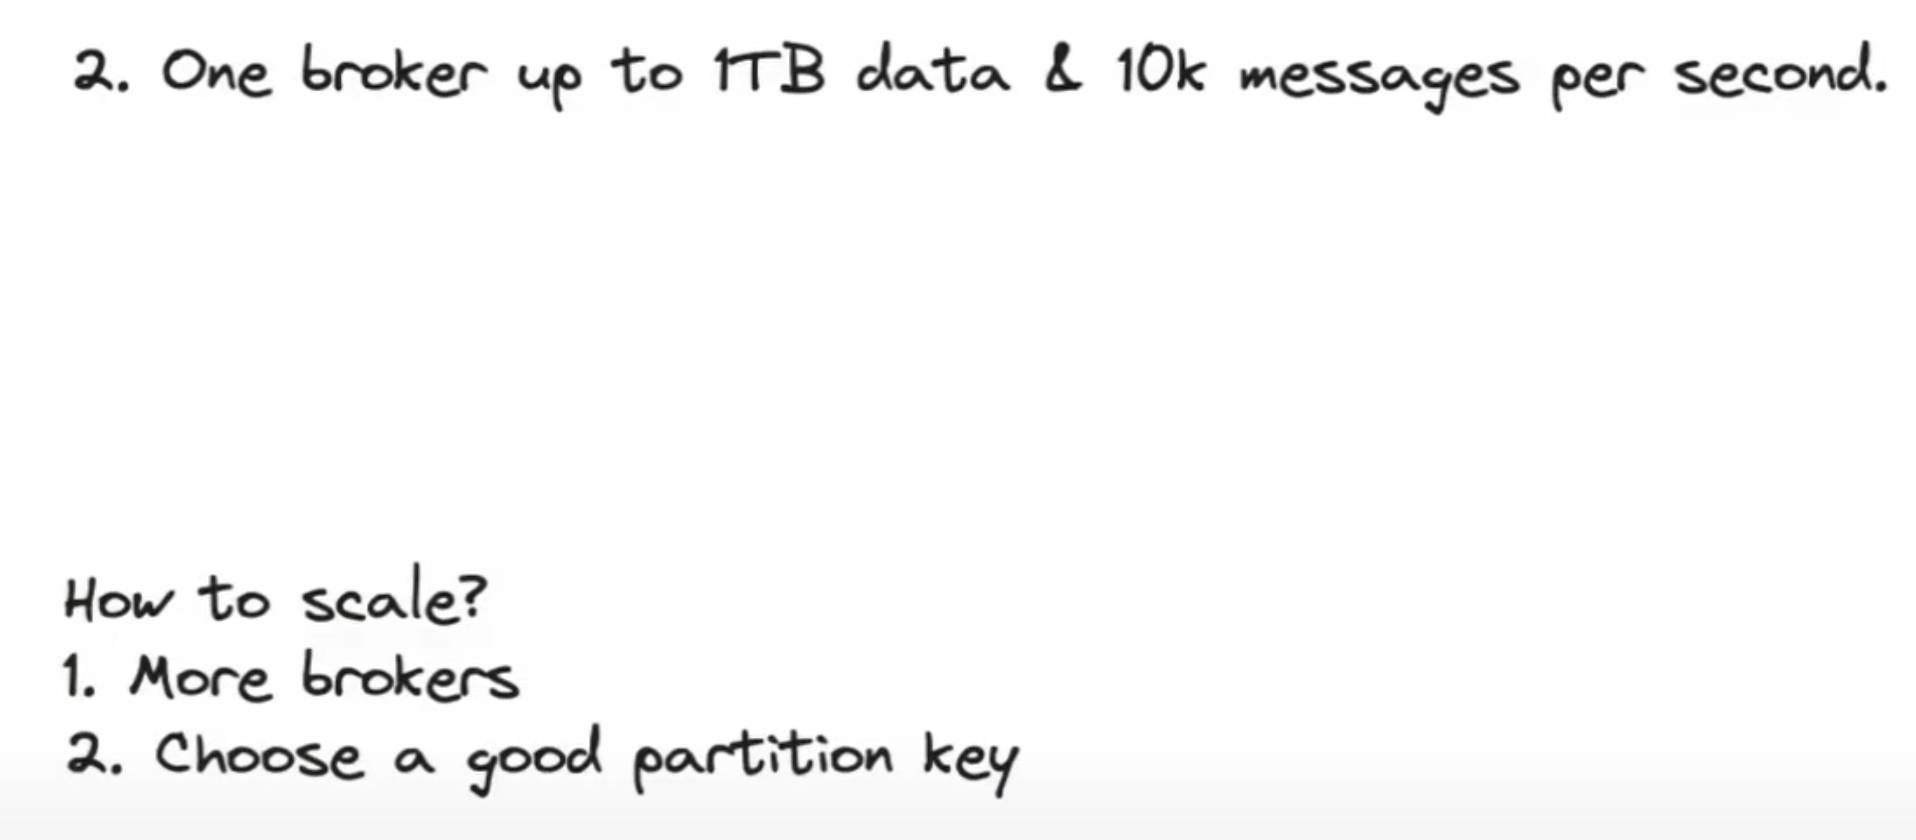 2. One broker up to 1TB data & 10k messages per second.
How to scale?
1. More brokers
2. Choose a good partition key